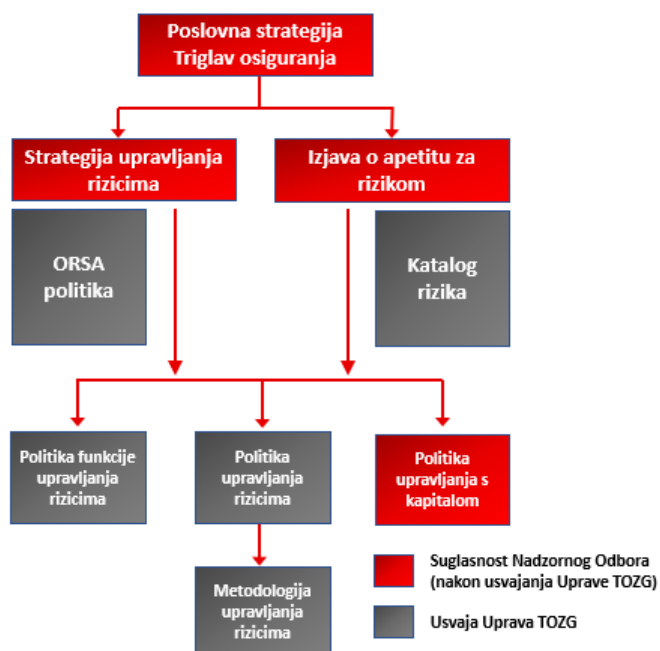 Poslovna strategija
Triglav osiguranja
Strategija upravljanja
rizicima
Izjava o apetitu za
rizikom
ORSA
politika
Katalog
rizika
Politika funkcije
upravljanja
rizicima
Politika
upravljanja
rizicima
Politika
upravljanja s
kapitalom
Metodologija
upravljanja
rizicima
Suglasnost Nadzornog Odbora
(nakon usvajanja Uprave TOZG)
Usvaja Uprava TOZG